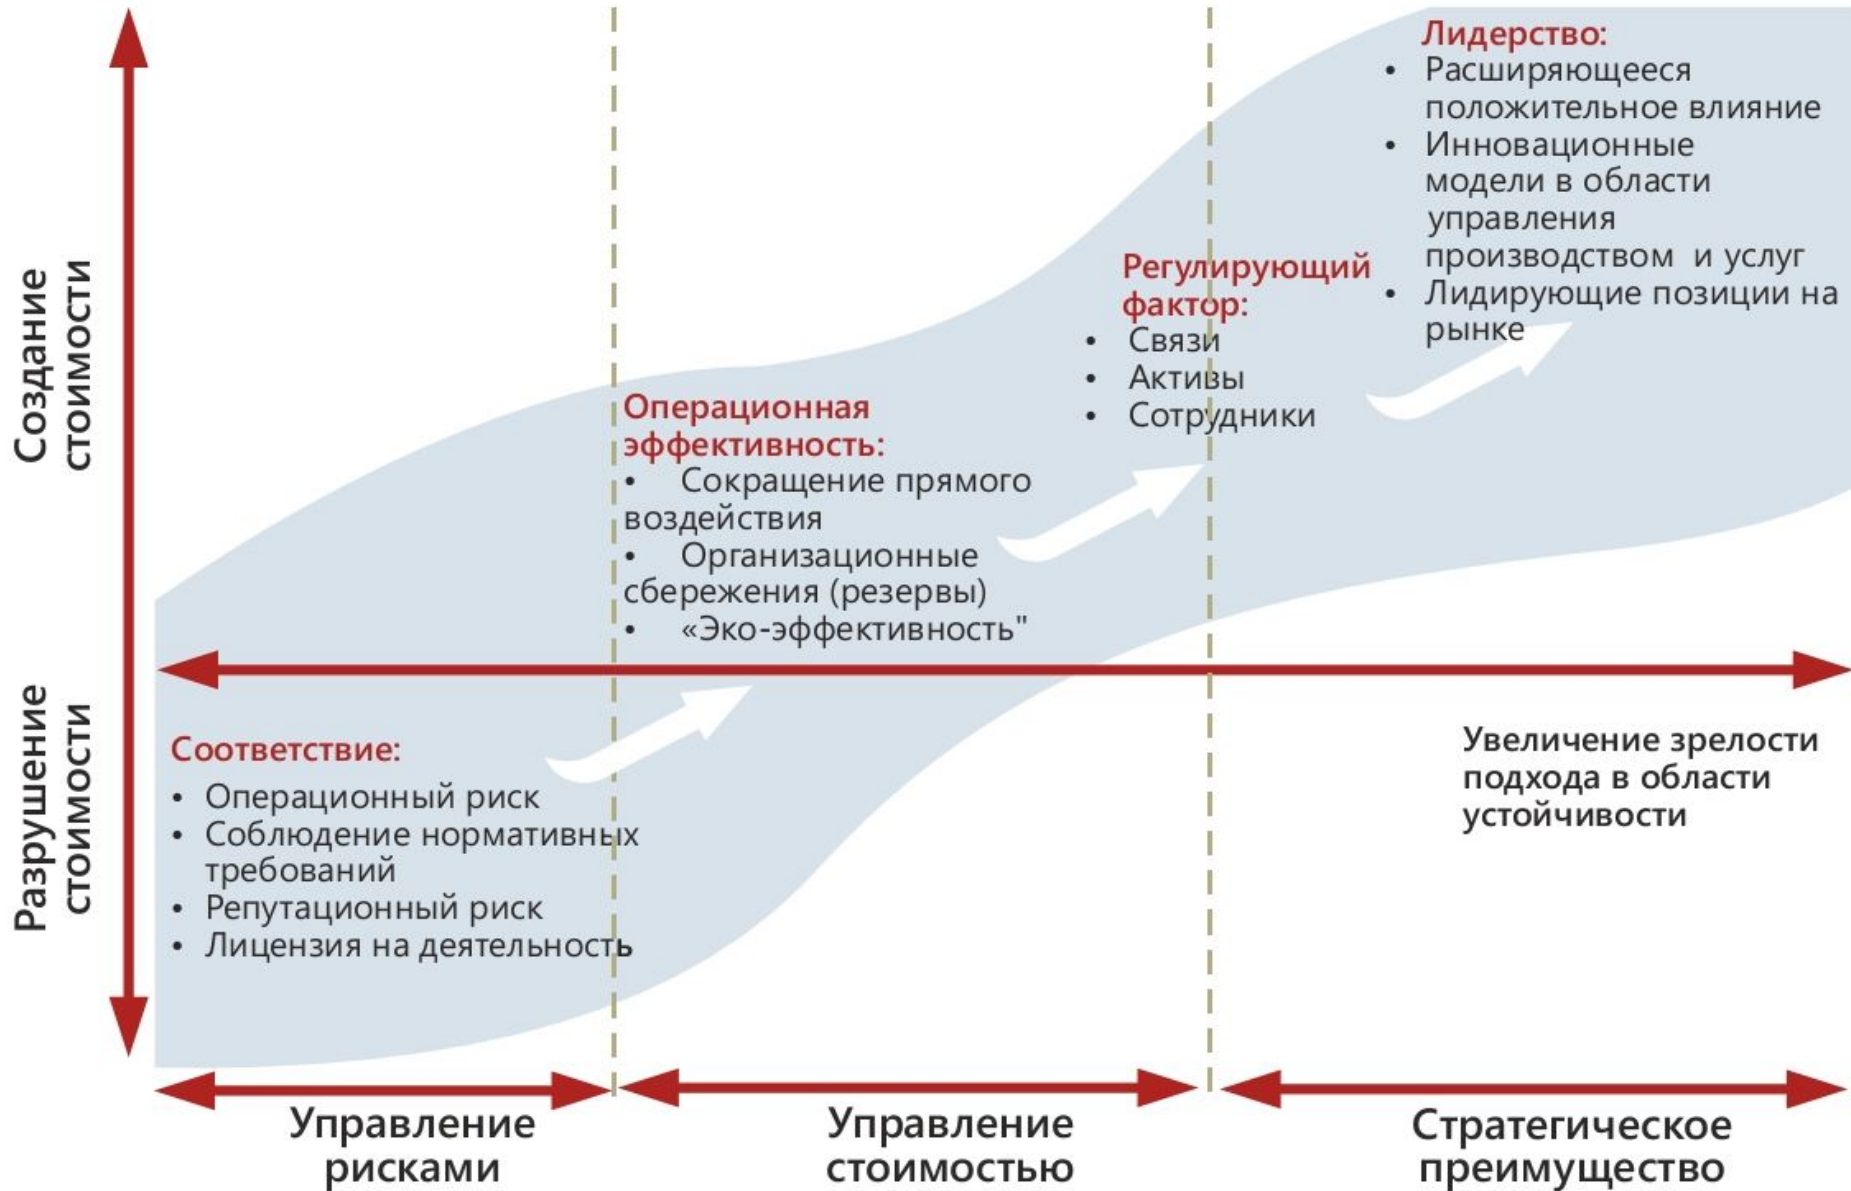 Лидерство:
• Расширяющееся
положительное влияние
• Инновационные
модели в области
управления
производством и услуг
• Лидирующие позиции на
рынке
Регулирующий
фактор:
• Связи
• Активы
• Сотрудники
Создание
стоимости
Операционная
эффективность:
• Сокращение прямого
воздействия
• Организационные
сбережения (резервы)
• «Эко-эффективность"
Разрушение
стоимости
Соответствие:
• Операционный риск
• Соблюдение нормативных
требований
• Репутационный риск
• Лицензия на деятельность
Увеличение зрелости
подхода в области
устойчивости
Управление
рисками
Управление
стоимостью
Стратегическое
преимущество